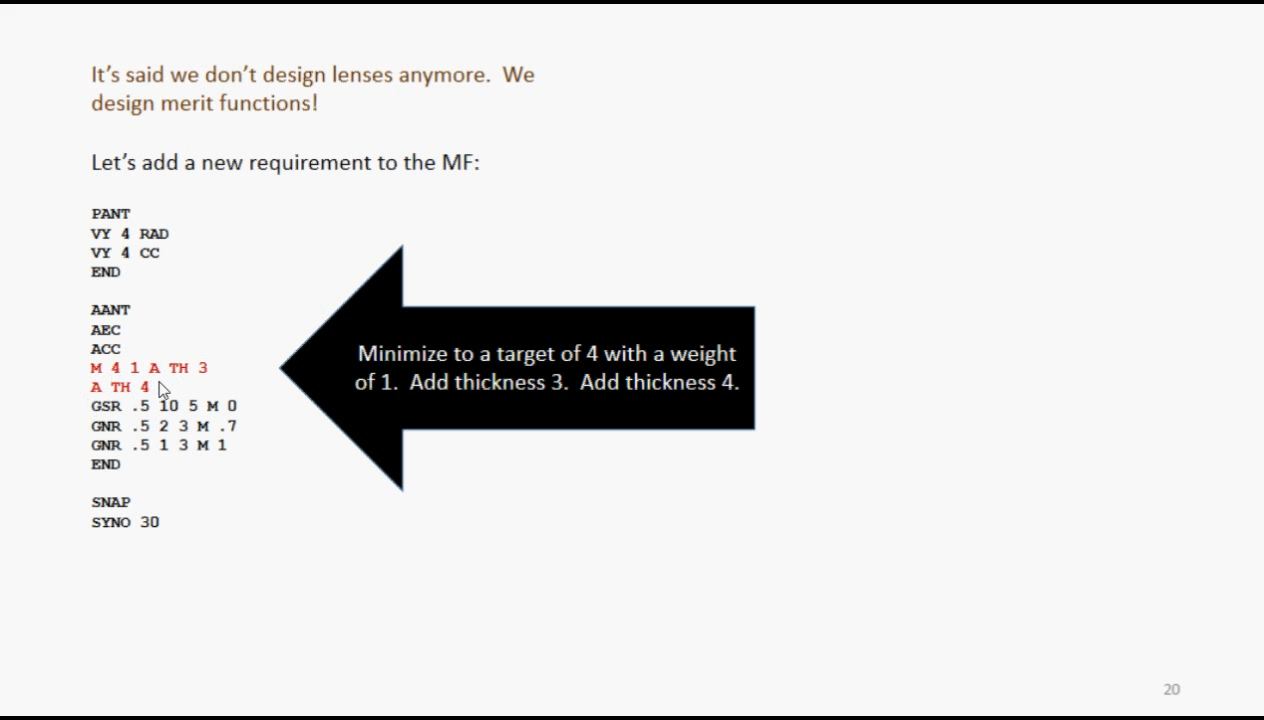 It's said we don't design lenses anymore.  We
design merit functions!
Let's add a new requirement to the MF:
PANT
VY 4 RAD
VY 4 CC
END
AANT
AEC
ACC
M 4 1 A TH 3
A TH 4
GSR .5 10 5 M 0
GNR .5 2 3 M .7
GNR .5 1 3 M 1
END
SNAP
SYNO 30
Minimize to a target of 4 with a weight
of 1.  Add thickness 3.  Add thickness 4.
20